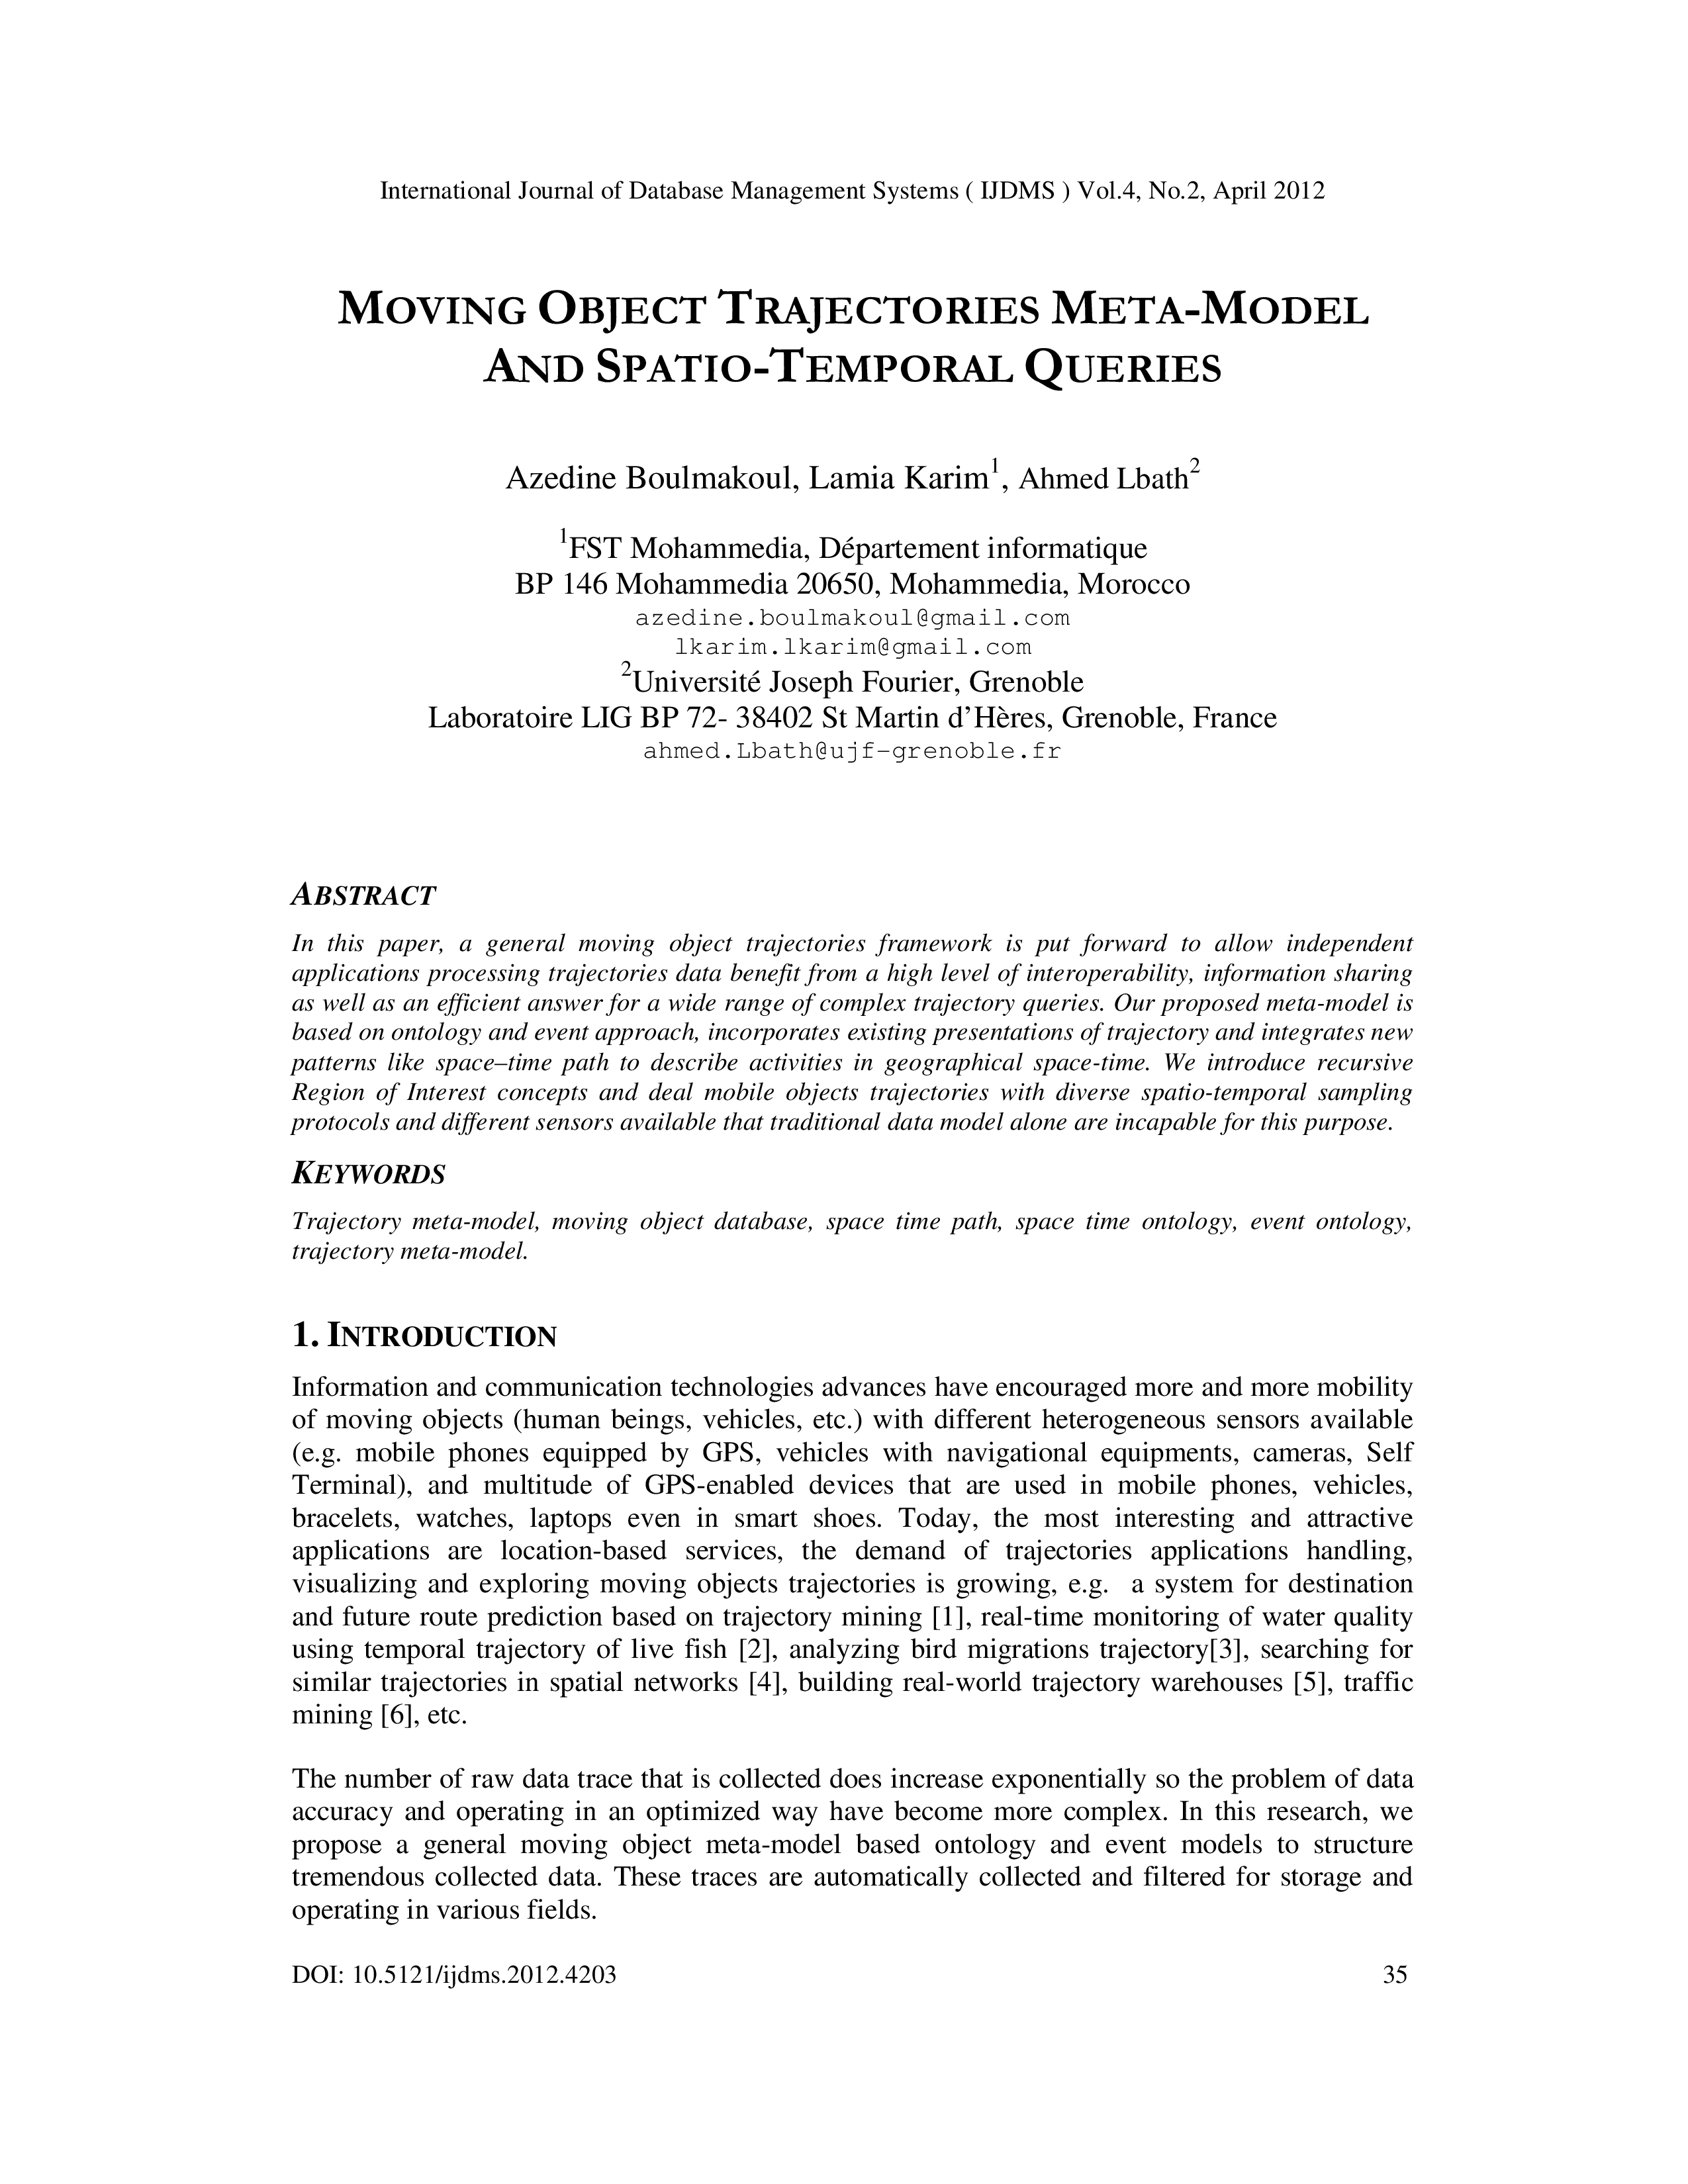 International Journal of Database Management Systems ( IJDMS ) Vol.4, No.2, April 2012
MOVING OBJECT TRAJECTORIES META-MODEL
AND SPATIO-TEMPORAL QUERIES
Azedine Boulmakoul, Lamia Karim1, Ahmed Lbath2
1FST Mohammedia, Département informatique
BP 146 Mohammedia 20650, Mohammedia, Morocco
azedine.boulmakoul@gmail.com
lkarim.lkarim@gmail.com
2Université Joseph Fourier, Grenoble
Laboratoire LIG BP 72- 38402 St Martin d’Hères, Grenoble, France
ahmed.Lbath@ujf-grenoble.fr
ABSTRACT
In this paper, a general moving object trajectories framework is put forward to allow independent
applications processing trajectories data benefit from a high level of interoperability, information sharing
as well as an efficient answer for a wide range of complex trajectory queries. Our proposed meta-model is
based on ontology and event approach, incorporates existing presentations of trajectory and integrates new
patterns like space–time path to describe activities in geographical space-time. We introduce recursive
Region of Interest concepts and deal mobile objects trajectories with diverse spatio-temporal sampling
protocols and different sensors available that traditional data model alone are incapable for this purpose.
KEYWORDS
Trajectory meta-model, moving object database, space time path, space time ontology, event ontology,
trajectory meta-model.
1. INTRODUCTION
Information and communication technologies advances have encouraged more and more mobility
of moving objects (human beings, vehicles, etc.) with different heterogeneous sensors available
(e.g. mobile phones equipped by GPS, vehicles with navigational equipments, cameras, Self
Terminal), and multitude of GPS-enabled devices that are used in mobile phones, vehicles,
bracelets, watches, laptops even in smart shoes. Today, the most interesting and attractive
applications are location-based services, the demand of trajectories applications handling,
visualizing and exploring moving objects trajectories is growing, e.g. a system for destination
and future route prediction based on trajectory mining [1], real-time monitoring of water quality
using temporal trajectory of live fish [2], analyzing bird migrations trajectory[3], searching for
similar trajectories in spatial networks [4], building real-world trajectory warehouses [5], traffic
mining [6], etc.
The number of raw data trace that is collected does increase exponentially so the problem of data
accuracy and operating in an optimized way have become more complex. In this research, we
propose a general moving object meta-model based ontology and event models to structure
tremendous collected data. These traces are automatically collected and filtered for storage and
operating in various fields.
DOI: 10.5121/ijdms.2012.4203
35